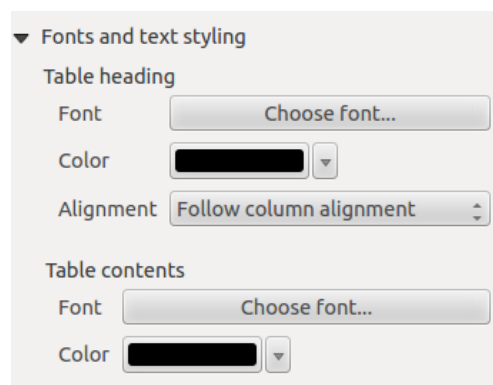 Fonts and text styling
Table heading
Font Choose font...
Color
Alignment Follow column alignment
Table contents
Font Choose font...
Color